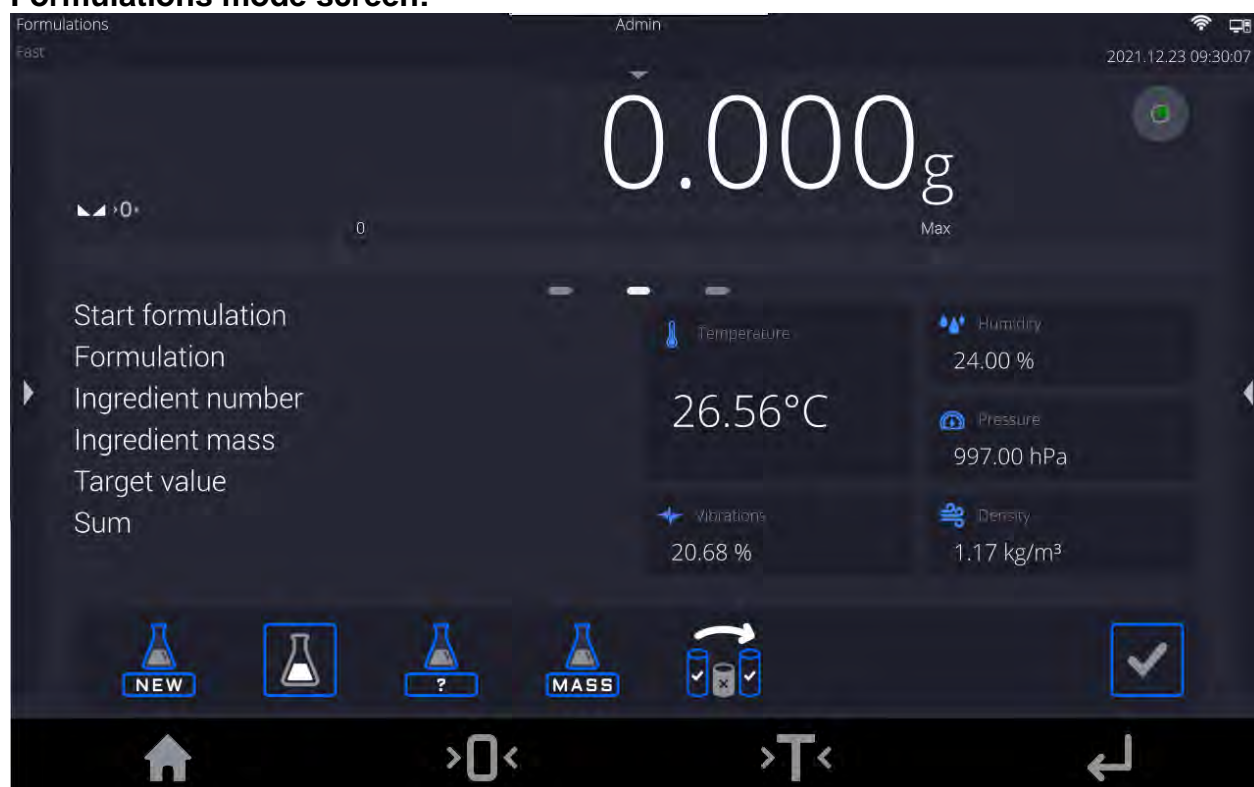 Formulations mode screen:
Formulations Admin
Fast 2021.12.23 09:30:07
0.000 g
›0‹
0 Max
Start formulation
Formulation
Ingredient number
Ingredient mass
Target value
Sum
Temperature
26.56°C
Humidity
24.00 %
Pressure
997.00 hPa
Vibrations
20.68 %
Density
1.17 kg/m³
NEW ? MASS
>0< >T<